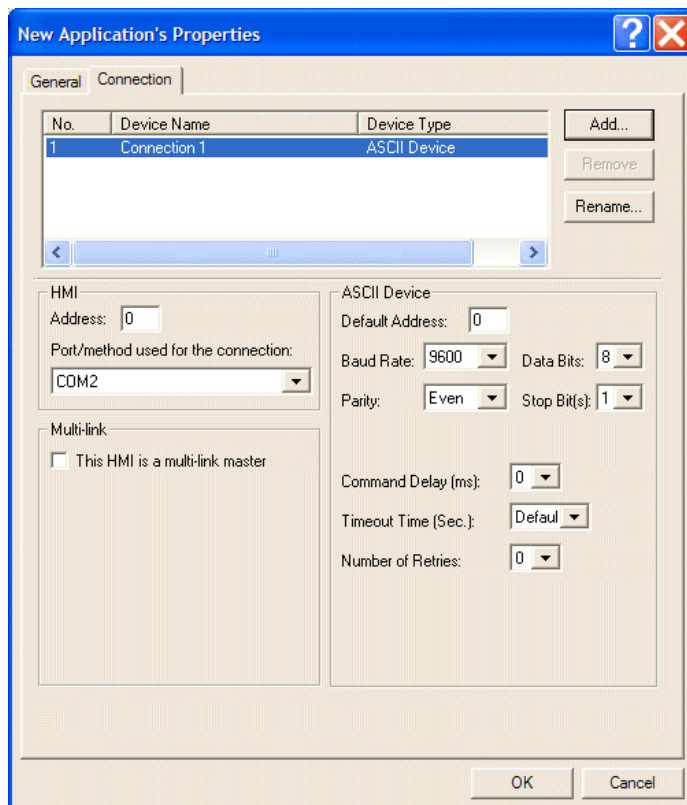 New Application's Properties
General Connection
No. Device Name Device Type
1 Connection 1 ASCII Device
Add...
Remove
Rename...
HMI
Address: 0
Port/method used for the connection:
COM2
Multi-link
This HMI is a multi-link master
ASCII Device
Default Address: 0
Baud Rate: 9600 Data Bits: 8
Parity: Even Stop Bit(s): 1
Command Delay (ms): 0
Timeout Time (Sec.): Defaul
Number of Retries: 0
OK Cancel